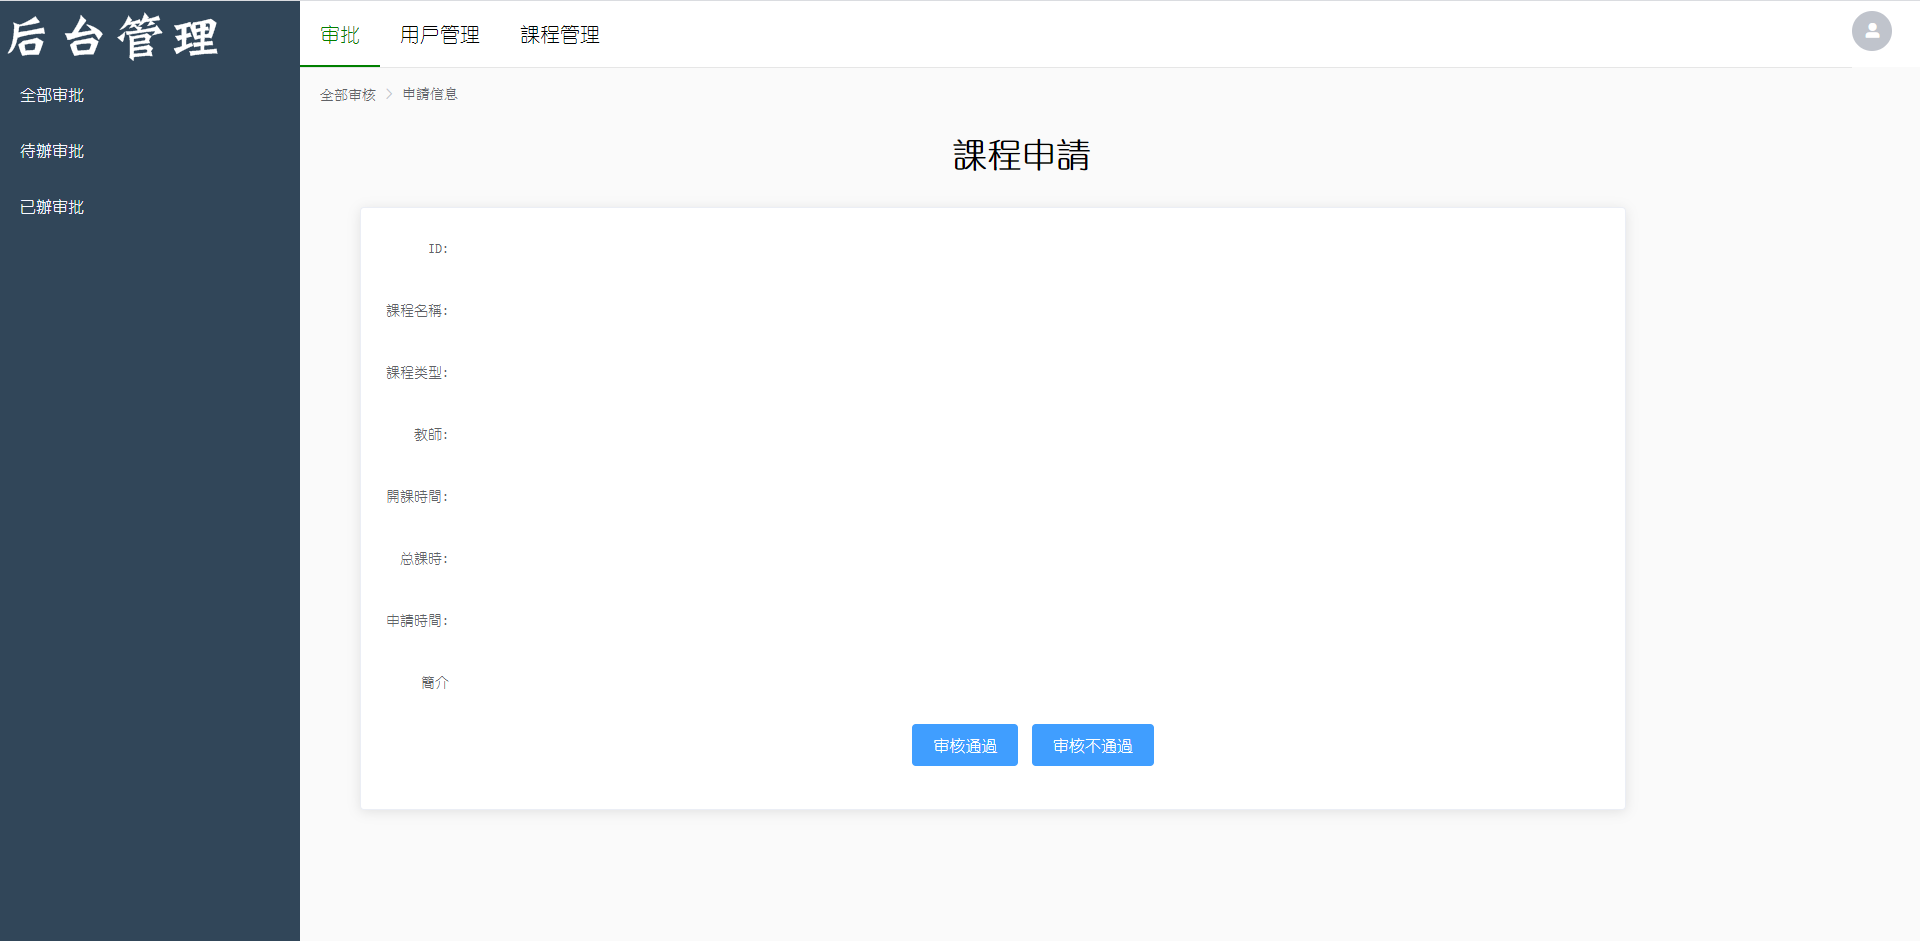 后台管理
审批 用戶管理 課程管理
全部审批
待辦审批
已辦审批
全部审核 > 申請信息
課程申請
ID:
課程名稱:
課程类型:
教師:
開課時間:
总課時:
申請時間:
簡介
审核通過 审核不通過